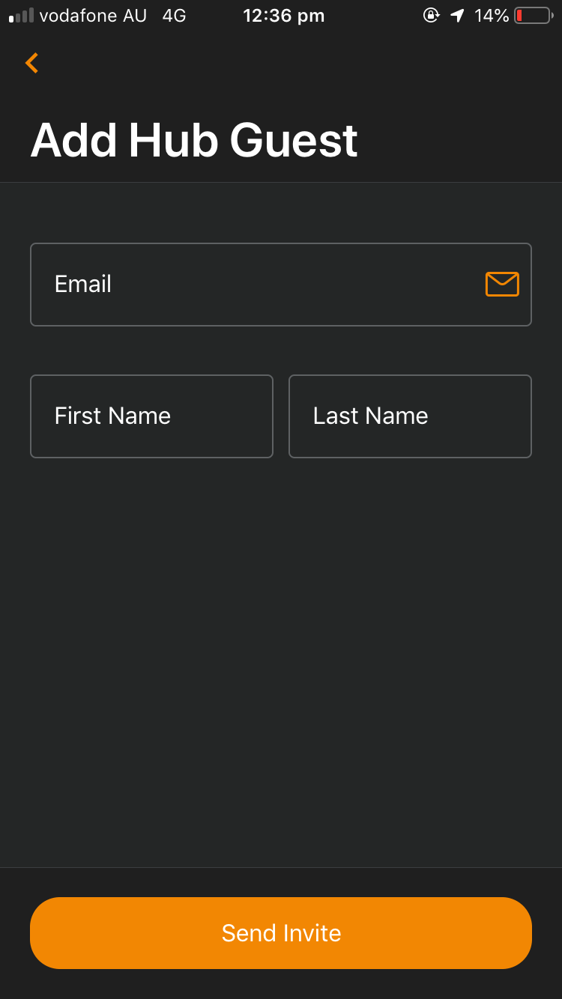 vodafone AU 4G 12:36 pm 14%
Add Hub Guest
Email
First Name Last Name
Send Invite